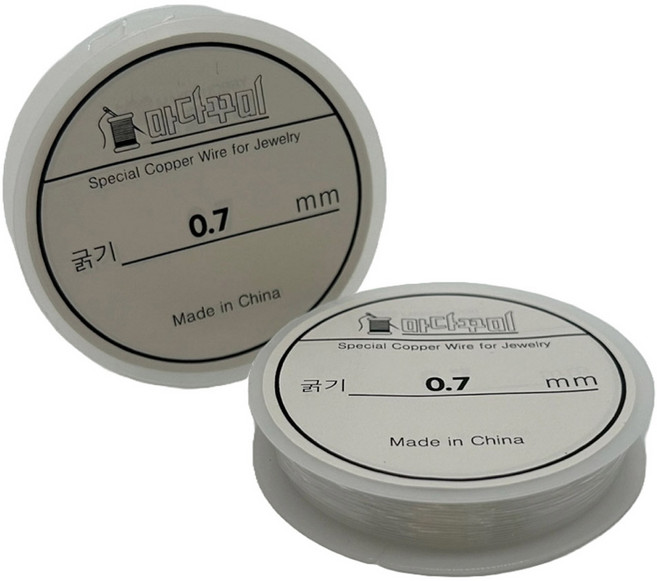 마다꾸미
Special Copper Wire for Jewelry
굵기 0.7 mm
Made in China
마다꾸미
Special Copper Wire for Jewelry
굵기 0.7 mm
Made in China